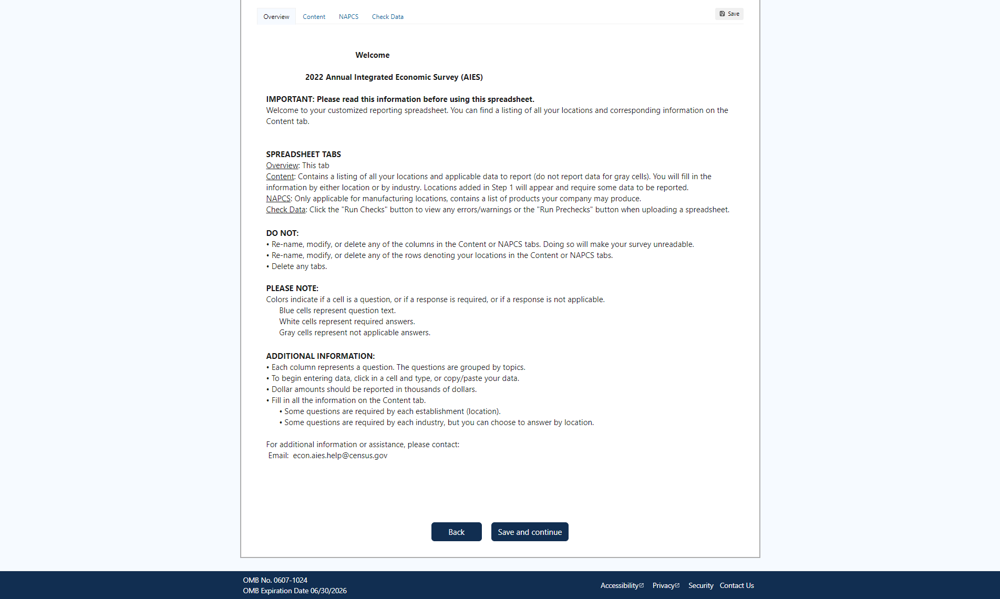 Overview Content NAPCS Check Data Save
Welcome
2022 Annual Integrated Economic Survey (AIES)
IMPORTANT: Please read this information before using this spreadsheet.
Welcome to your customized reporting spreadsheet. You can find a listing of all your locations and corresponding information on the
Content tab.
SPREADSHEET TABS
Overview: This tab
Content: Contains a listing of all your locations and applicable data to report (do not report data for gray cells). You will fill in the
information by either location or by industry. Locations added in Step 1 will appear and require some data to be reported.
NAPCS: Only applicable for manufacturing locations, contains a list of products your company may produce.
Check Data: Click the "Run Checks" button to view any errors/warnings or the "Run Prechecks" button when uploading a spreadsheet.
DO NOT:
• Re-name, modify, or delete any of the columns in the Content or NAPCS tabs. Doing so will make your survey unreadable.
• Re-name, modify, or delete any of the rows denoting your locations in the Content or NAPCS tabs.
• Delete any tabs.
PLEASE NOTE:
Colors indicate if a cell is a question, or if a response is required, or if a response is not applicable.
Blue cells represent question text.
White cells represent required answers.
Gray cells represent not applicable answers.
ADDITIONAL INFORMATION:
• Each column represents a question. The questions are grouped by topics.
• To begin entering data, click in a cell and type, or copy/paste your data.
• Dollar amounts should be reported in thousands of dollars.
• Fill in all the information on the Content tab.
• Some questions are required by each establishment (location).
• Some questions are required by each industry, but you can choose to answer by location.
For additional information or assistance, please contact:
Email: econ.aies.help@census.gov
Back Save and continue
OMB No. 0607-1024
OMB Expiration Date 06/30/2026
Accessibility Privacy Security Contact Us